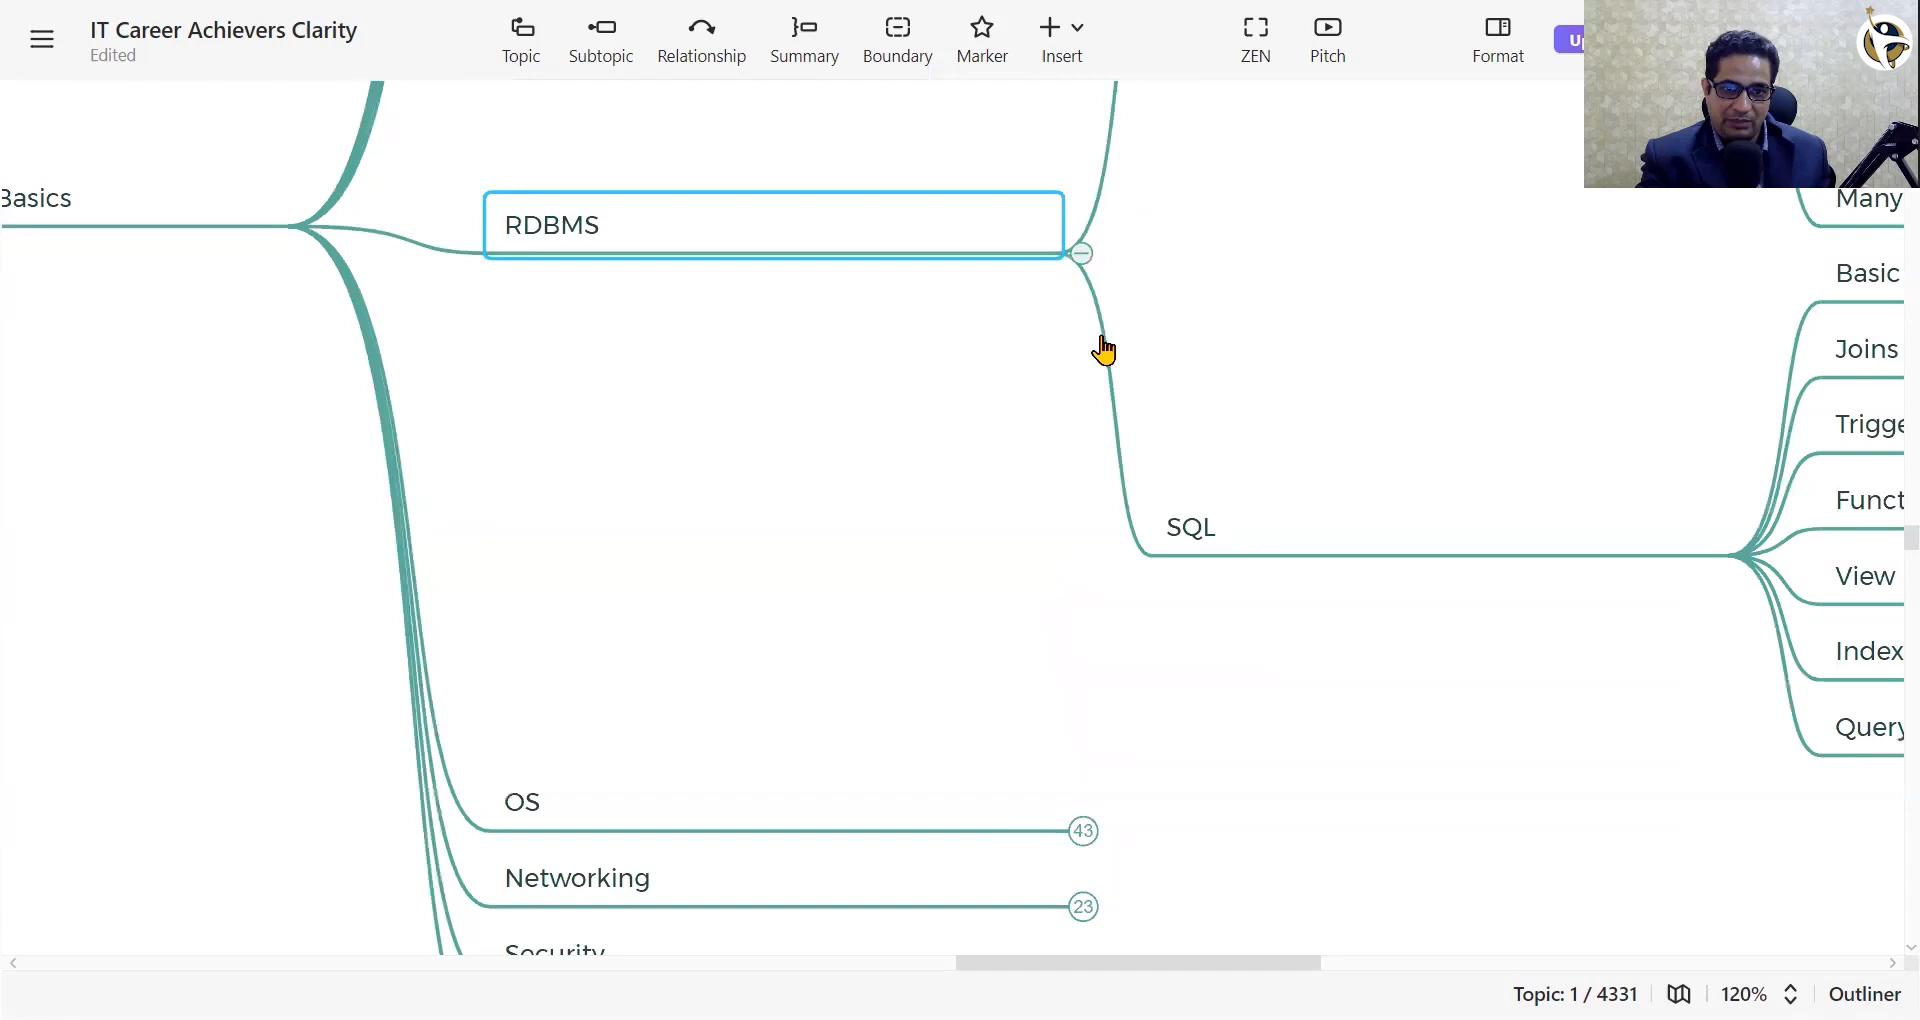 IT Career Achievers Clarity
Edited
Topic
Subtopic
Relationship
Summary
Boundary
Marker
Insert
ZEN
Pitch
Format
Basics
RDBMS
Many
Basic
Joins
Trigge
SQL
Funct
View
Index
Query
OS
43
Networking
23
Security
Topic: 1 / 4331
120%
Outliner